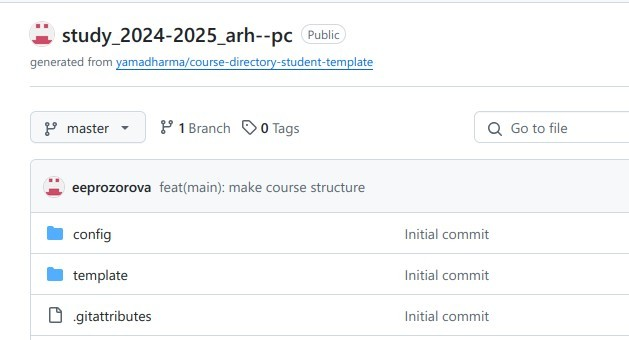 study_2024-2025_arh--pc Public
generated from yamadharma/course-directory-student-template
master 1 Branch 0 Tags Go to file
eeprozorova feat(main): make course structure
config Initial commit
template Initial commit
.gitattributes Initial commit